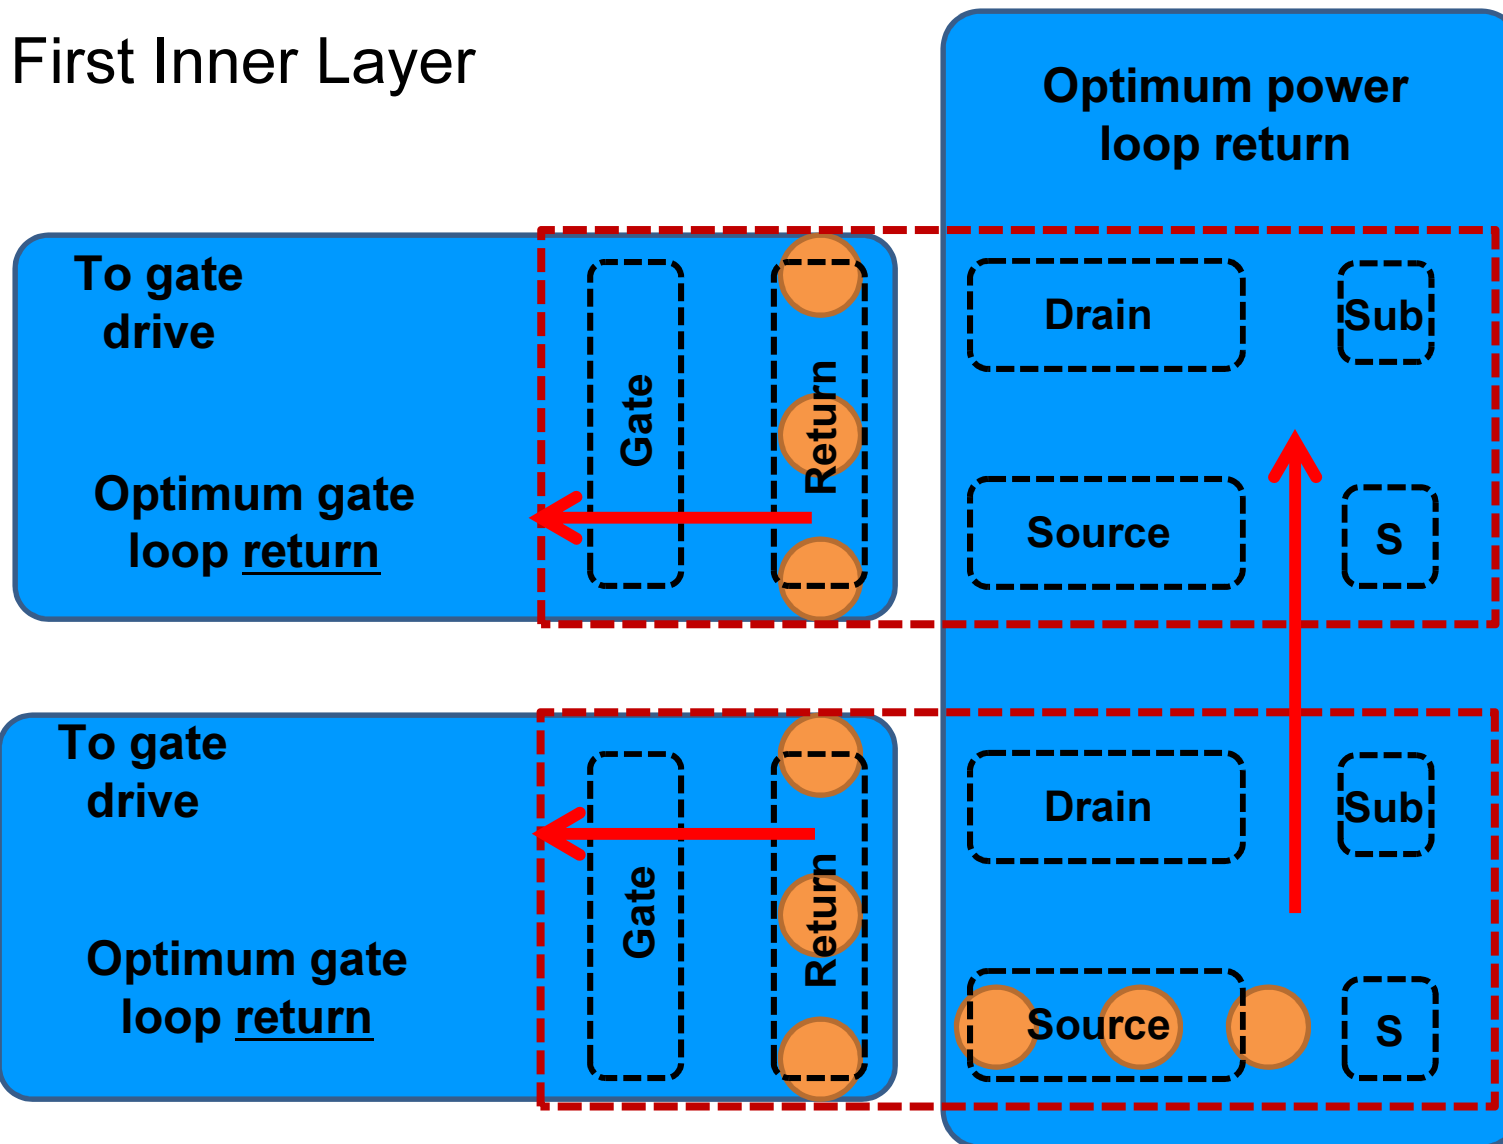 First Inner Layer
Optimum power
loop return
To gate
drive
Optimum gate
loop return
Gate
Return
Drain
Sub
Source
S
To gate
drive
Optimum gate
loop return
Gate
Return
Drain
Sub
Source
S